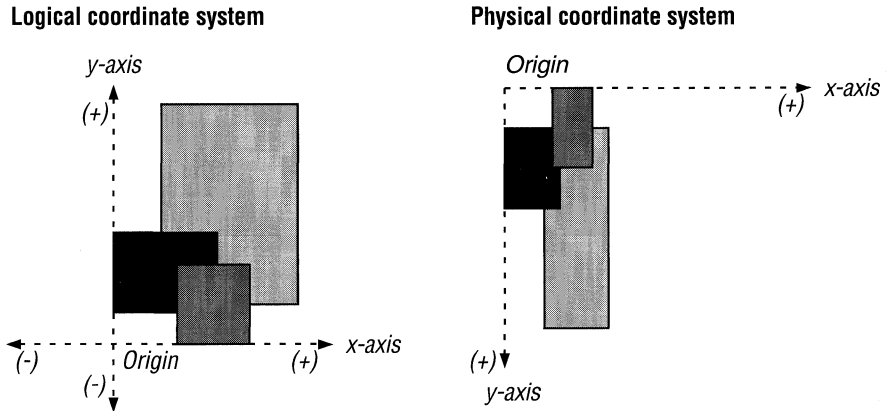 Logical coordinate system
y-axis
(+)
(-)
Origin
(+)
x-axis
(-)
Physical coordinate system
Origin
(+)
x-axis
(+)
y-axis